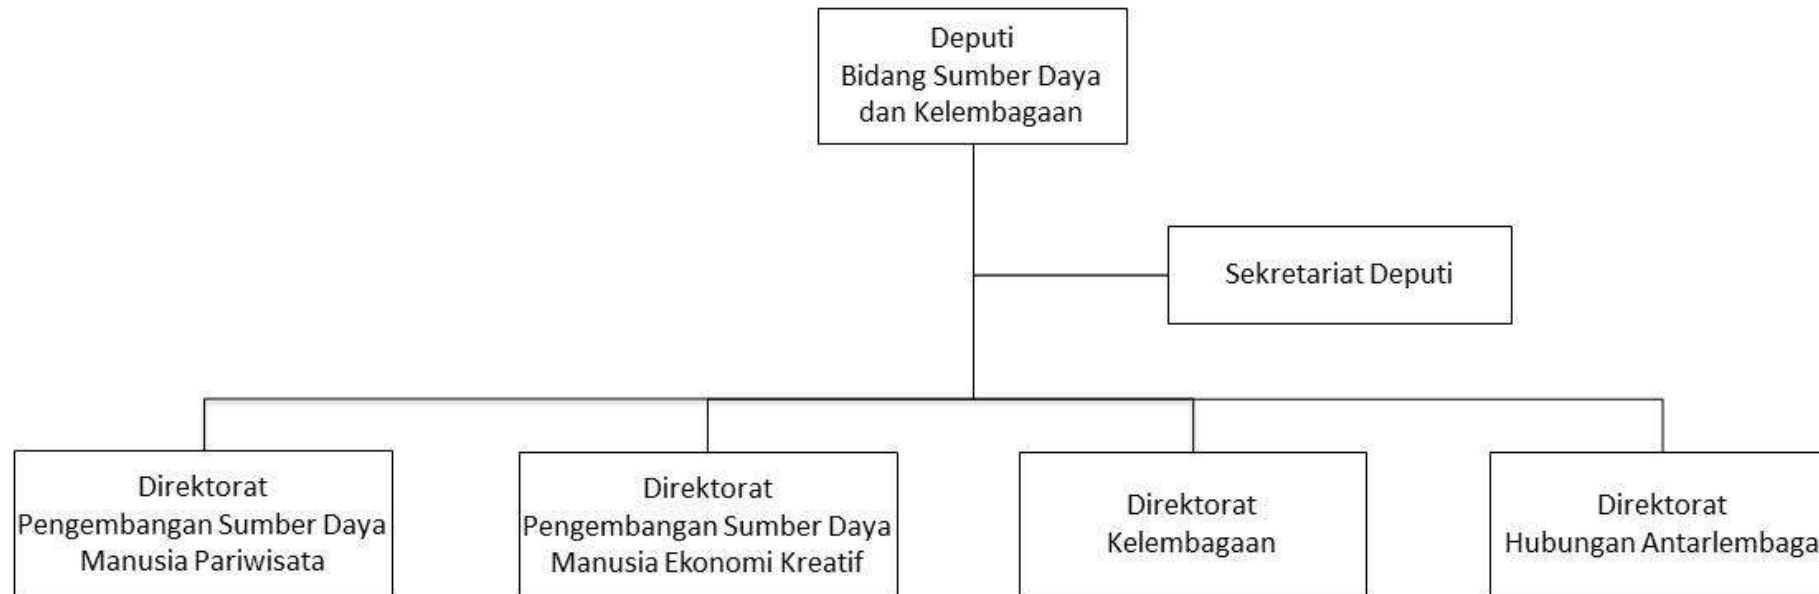 Deputi
Bidang Sumber Daya
dan Kelembagaan
Sekretariat Deputi
Direktorat
Pengembangan Sumber Daya
Manusia Pariwisata
Direktorat
Pengembangan Sumber Daya
Manusia Ekonomi Kreatif
Direktorat
Kelembagaan
Direktorat
Hubungan Antarlembaga